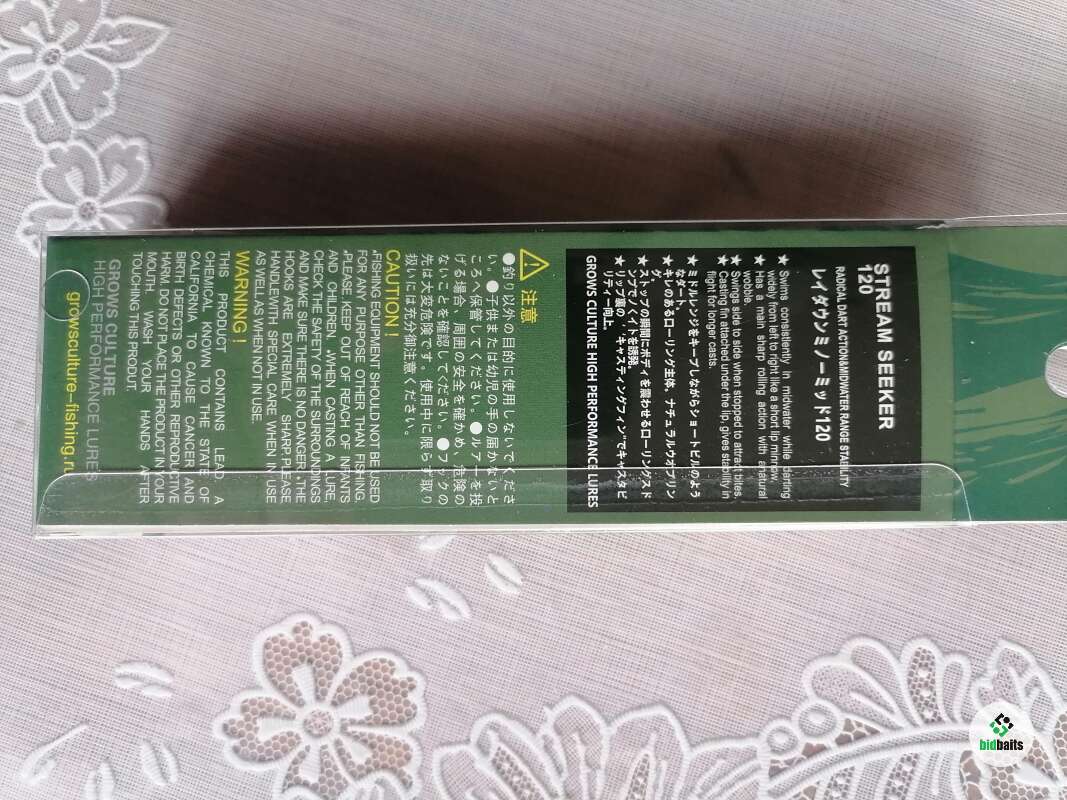 STREAM SEEKER
120
RADICAL DART ACTION&MIDWATER RANGE STABILITY
レイダウンミノーミッド120
★ Swims consistently in midwater while darting
widely from left to right like a short lip minnow,
★ Has a main sharp rolling action with a natural
wobble.
★ Swings side to side when stopped to attract bites,
★ Casting fin attached under the lip, gives stability in
flight for longer casts.
★ミドルレンジをキープしながらショートビルのよう
なダート、
★キレのあるローリング主体、ナチュラルウオブリン
グ、
★ストップの瞬間にボディを震わせるローリングスド
ンプでンくイトを誘発。
★リップ裏の‘‘キャスティングフィン”でキャスタビ
リティー向上。
GROWS CULTURE HIGH PERFORMANCE LURES
注意
●釣り以外の目的に使用しないでくださ
い。●子供または幼児の手の届かないと
ころへ保管してください。●ルアーを投
げる場合、周囲の安全を確かめ、危険の
ないことを確認してください。●フックの
先は大変危険です。使用中に限らず取り
扱いには充分御注意ください。
CAUTION!
•FISHING EQUIPMENT SHOULD NOT BE USED
FOR ANY PURPOSE OTHER THAN FISHING.
•PLEASE KEEP OUT OF REACH OF INFANTS
AND CHILDREN. •WHEN CASTING A LURE,
CHECK THE SAFETY OF THE SURROUNDINGS
AND MAKE SURE THERE IS NO DANGER. •THE
HOOKS ARE EXTREMELY SHARP. PLEASE
HANDLEWITH SPECIAL CARE WHEN IN USE
AS WELL AS WHEN NOT IN USE.
WARNING!
THIS PRODUCT CONTAINS LEAD, A
CHEMICAL KNOWN TO THE STATE OF
CALIFORNIA TO CAUSE CANCER AND
BIRTH DEFECTS OR OTHER REPRODUCTIVE
HARM. DO NOT PLACE THE PRODUCT IN YOUR
MOUTH. WASH YOUR HANDS AFTER
TOUCHING THIS PRODUT.
GROWS CULTURE
HIGH PERFORMANCE LURES
growsculture-fishing.ru
bidbaits